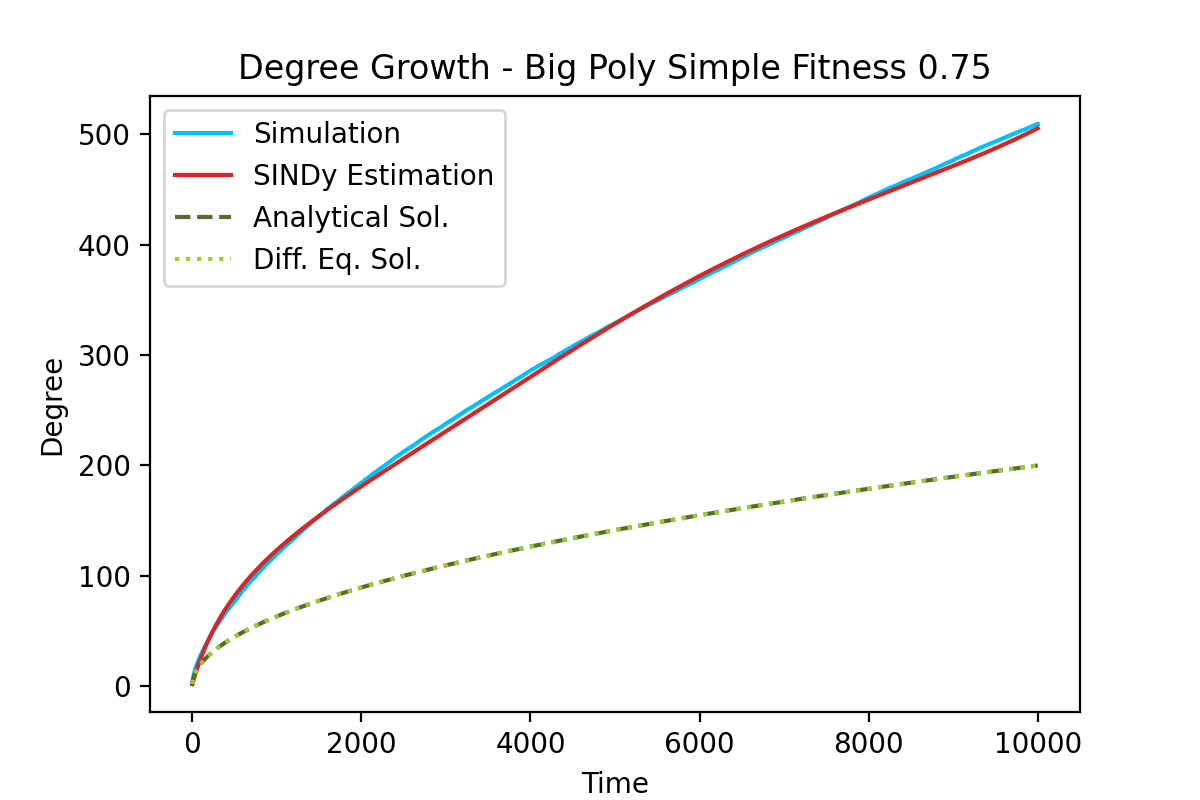 Degree Growth - Big Poly Simple Fitness 0.75
Simulation
SINDy Estimation
Analytical Sol.
Diff. Eq. Sol.
500
400
300
200
100
0
Degree
0 2000 4000 6000 8000 10000
Time